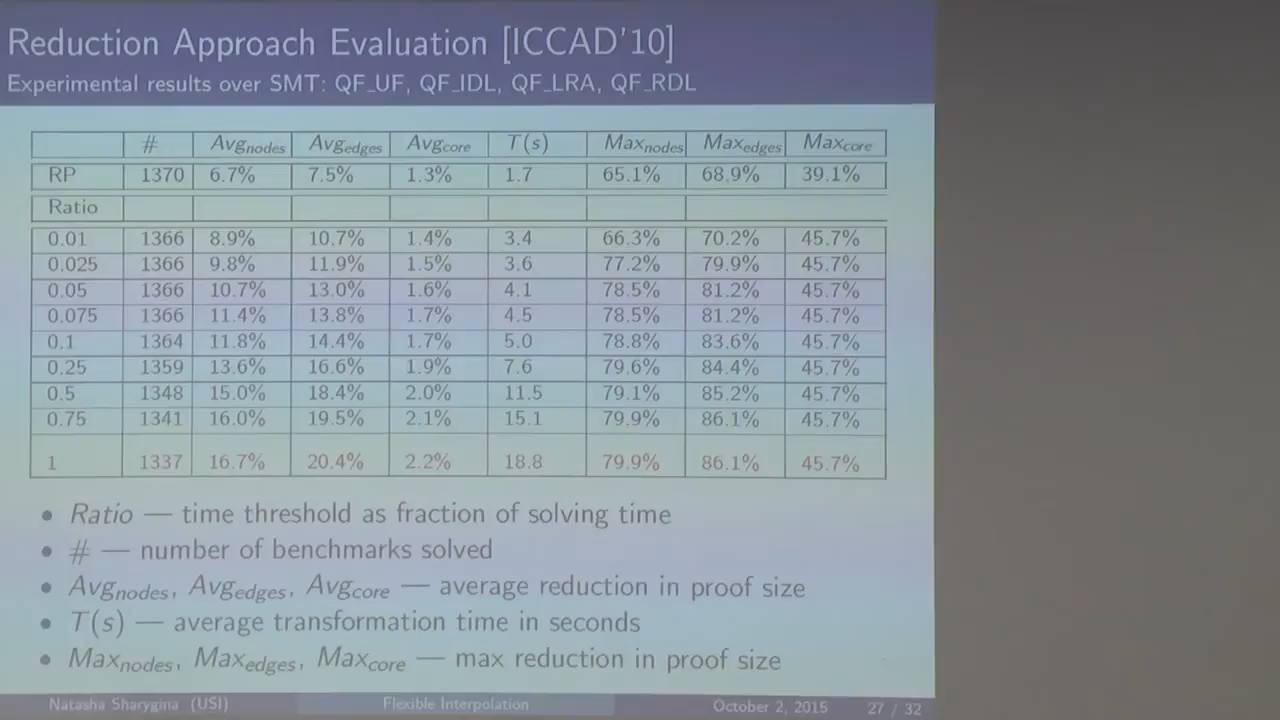 Reduction Approach Evaluation [ICCAD'10]
Experimental results over SMT: QF_UF, QF_IDL, QF_LRA, QF_RDL
# Avgnodes Avgedges Avgcore T(s) Maxnodes Maxedges Maxcore
RP 1370 6.7% 7.5% 1.3% 1.7 65.1% 68.9% 39.1%
Ratio
0.01 1366 8.9% 10.7% 1.4% 3.4 66.3% 70.2% 45.7%
0.025 1366 9.8% 11.9% 1.5% 3.6 77.2% 79.9% 45.7%
0.05 1366 10.7% 13.0% 1.6% 4.1 78.5% 81.2% 45.7%
0.075 1366 11.4% 13.8% 1.7% 4.5 78.5% 81.2% 45.7%
0.1 1364 11.8% 14.4% 1.7% 5.0 78.8% 83.6% 45.7%
0.25 1359 13.6% 16.6% 1.9% 7.6 79.6% 84.4% 45.7%
0.5 1348 15.0% 18.4% 2.0% 11.5 79.1% 85.2% 45.7%
0.75 1341 16.0% 19.5% 2.1% 15.1 79.9% 86.1% 45.7%
1 1337 16.7% 20.4% 2.2% 18.8 79.9% 86.1% 45.7%
• Ratio — time threshold as fraction of solving time
• # — number of benchmarks solved
• Avgnodes, Avgedges, Avgcore — average reduction in proof size
• T(s) — average transformation time in seconds
• Maxnodes, Maxedges, Maxcore — max reduction in proof size
Natasha Sharygina (USI) Flexible Interpolation October 2, 2015 27 / 32